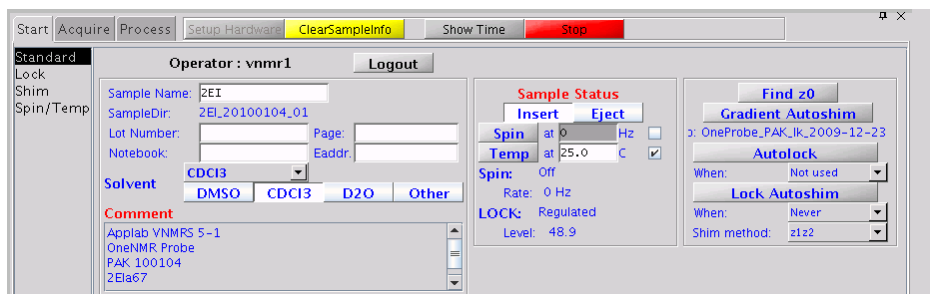 Start Acquire Process Setup Hardware ClearSampleInfo Show Time Stop
Standard
Lock
Shim
Spin/Temp
Operator : vnmr1 Logout
Sample Name: 2EI
SampleDir: 2EI_20100104_01
Lot Number: Page:
Notebook: Eaddr.
Solvent CDCl3
DMSO CDCl3 D2O Other
Comment
Applab VNMRS 5-1
OneNMR Probe
PAK 100104
2EIa67
Sample Status
Insert Eject
Spin at 0 Hz
Temp at 25.0 C
Spin: Off
Rate: 0 Hz
LOCK: Regulated
Level: 48.9
Find z0
Gradient Autoshim
OneProbe_PAK_lk_2009-12-23
Autolock
When: Not used
Lock Autoshim
When: Never
Shim method: z1z2